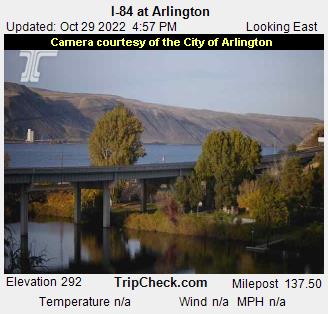 I-84 at Arlington
Updated: Oct 29 2022 4:57 PM Looking East
Camera courtesy of the City of Arlington
Elevation 292 TripCheck.com Milepost 137.50
Temperature n/a Wind n/a MPH n/a